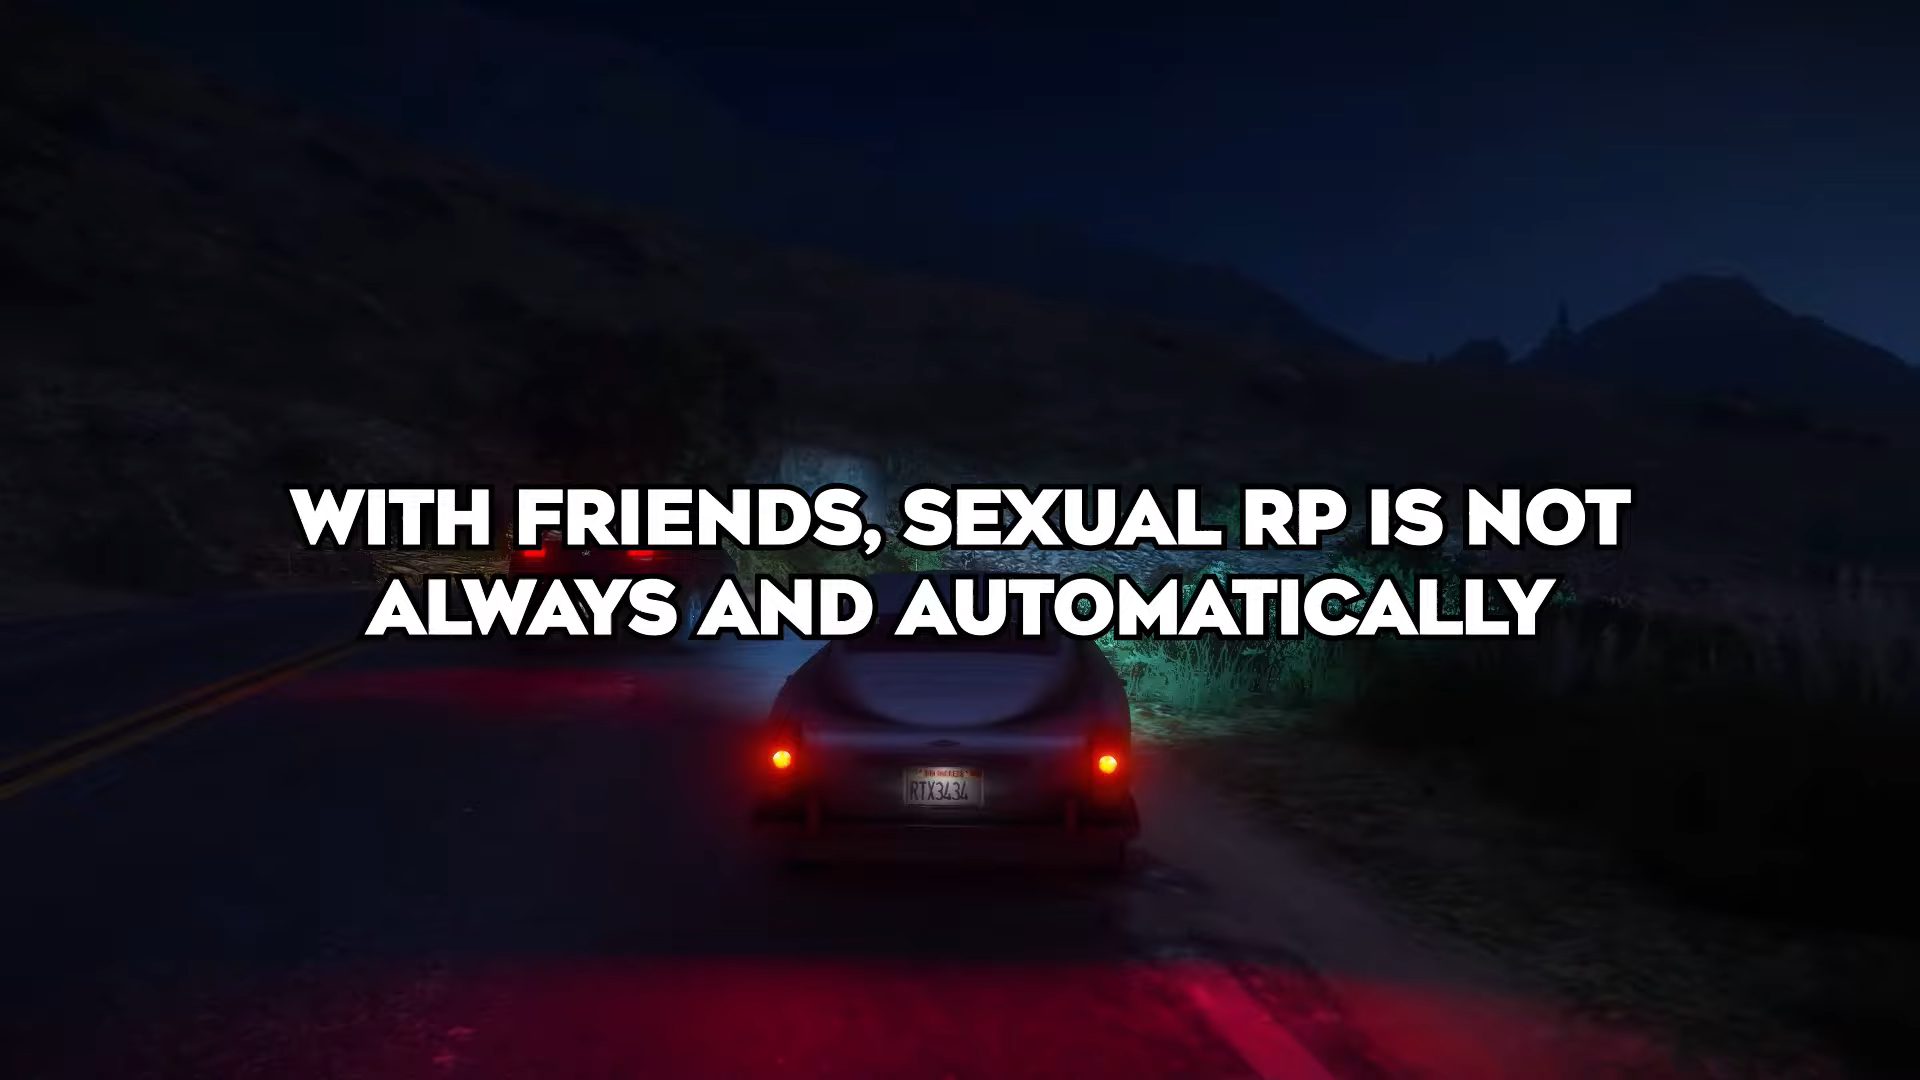 WITH FRIENDS, SEXUAL RP IS NOT
ALWAYS AND AUTOMATICALLY
RTX3434